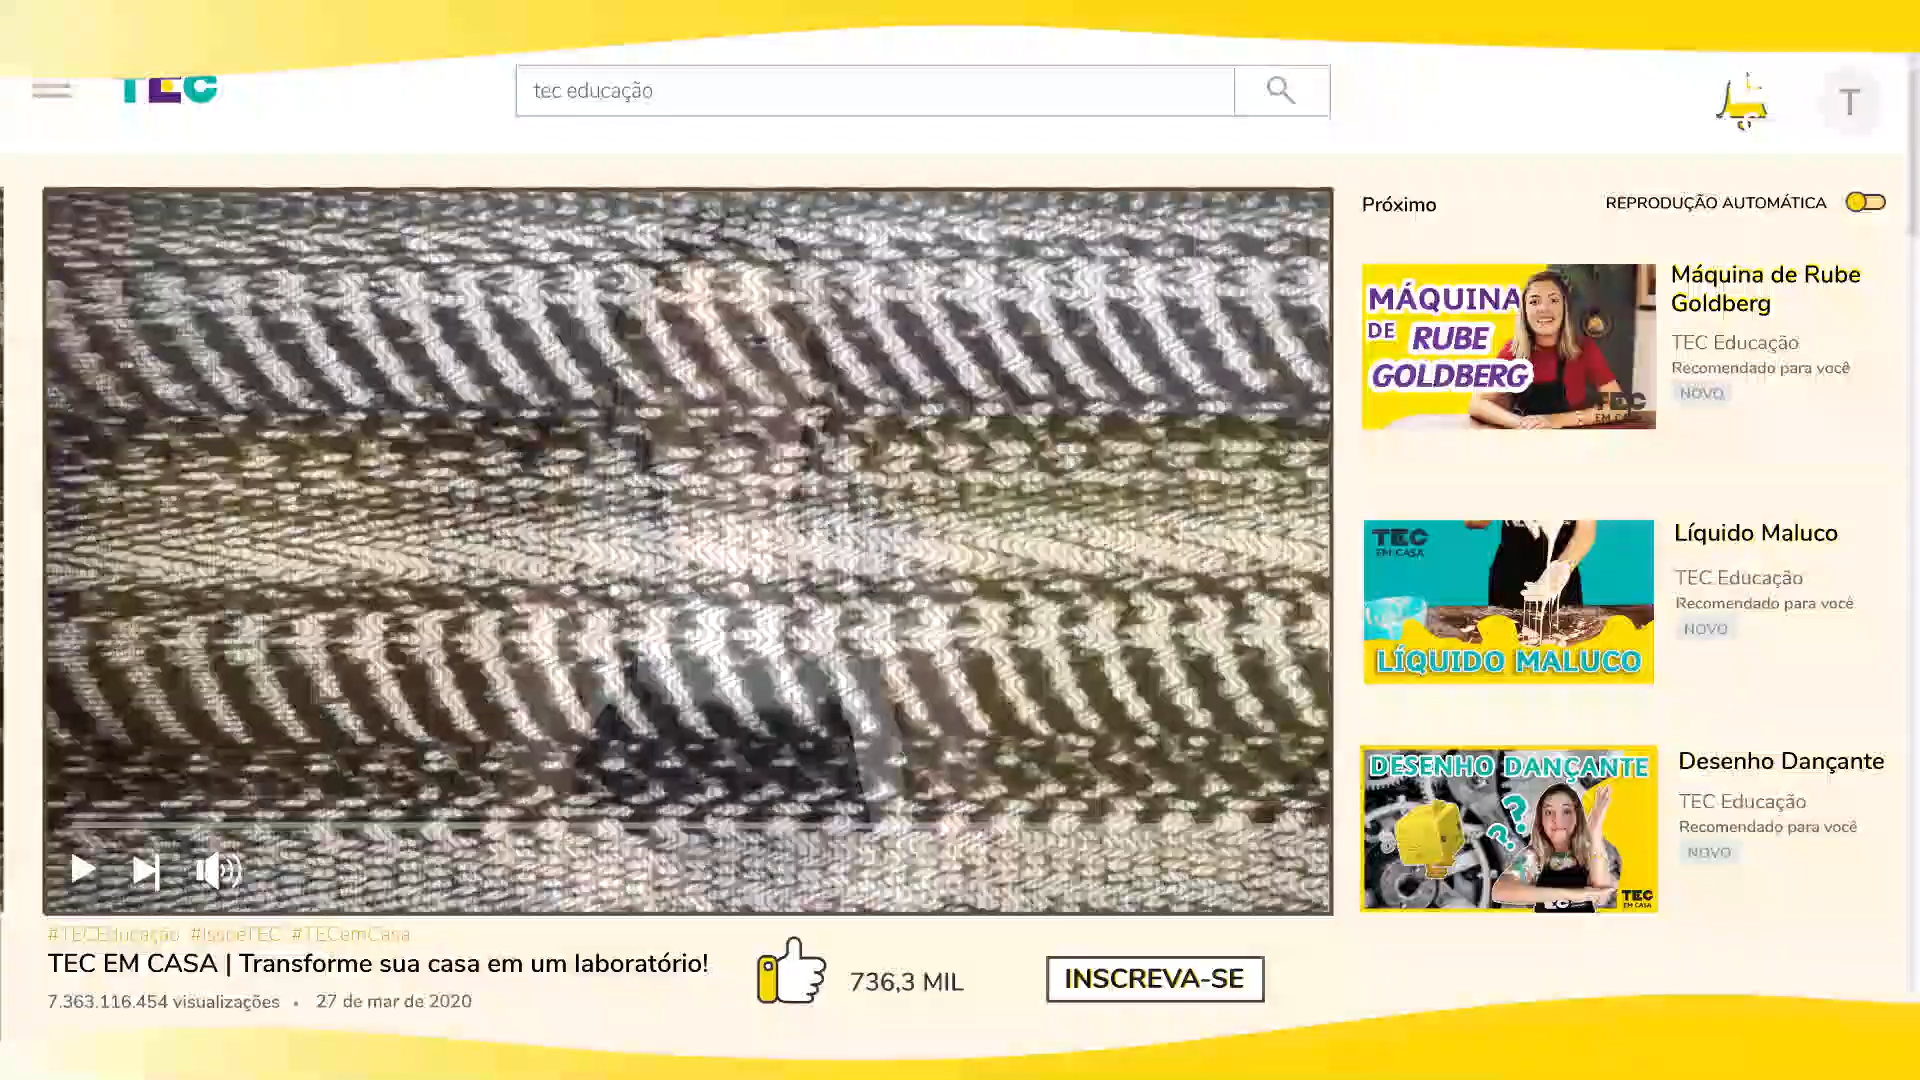 TEC
tec educação
T
Próximo
REPRODUÇÃO AUTOMÁTICA
MÁQUINA
DE RUBE
GOLDBERG
TEC
Máquina de Rube
Goldberg
TEC Educação
Recomendado para você
NOVO
TEC
EM CASA
LÍQUIDO MALUCO
Líquido Maluco
TEC Educação
Recomendado para você
NOVO
DESENHO DANÇANTE
???
TEC
EM CASA
Desenho Dançante
TEC Educação
Recomendado para você
NOVO
#TECEducação #IssoéTEC #TECemCasa
TEC EM CASA | Transforme sua casa em um laboratório!
7.363.116.454 visualizações • 27 de mar de 2020
736,3 MIL
INSCREVA-SE